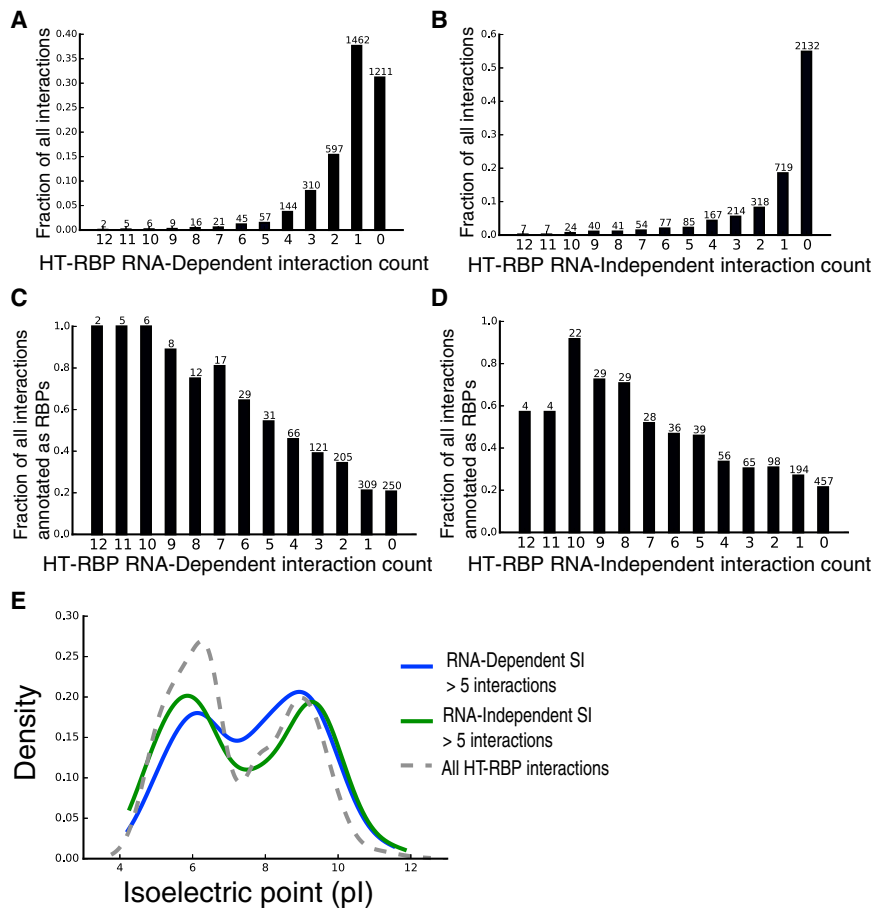 A
Fraction of all interactions
0.40
0.35
0.30
0.25
0.20
0.15
0.10
0.05
0.00
2 5 6 9 16 21 45 57 144 310 597 1462 1211
12 11 10 9 8 7 6 5 4 3 2 1 0
HT-RBP RNA-Dependent interaction count
B
Fraction of all interactions
0.6
0.5
0.4
0.3
0.2
0.1
0.0
7 7 24 40 41 54 77 85 167 214 318 719 2132
12 11 10 9 8 7 6 5 4 3 2 1 0
HT-RBP RNA-Independent interaction count
C
Fraction of all interactions
annotated as RBPs
1.0
0.8
0.6
0.4
0.2
0.0
2 5 6 8 12 17 29 31 66 121 205 309 250
12 11 10 9 8 7 6 5 4 3 2 1 0
HT-RBP RNA-Dependent interaction count
D
Fraction of all interactions
annotated as RBPs
1.0
0.8
0.6
0.4
0.2
0.0
4 4 22 29 29 28 36 39 56 65 98 194 457
12 11 10 9 8 7 6 5 4 3 2 1 0
HT-RBP RNA-Independent interaction count
E
Density
0.30
0.25
0.20
0.15
0.10
0.05
0.00
4 6 8 10 12
Isoelectric point (pI)
RNA-Dependent SI
> 5 interactions
RNA-Independent SI
> 5 interactions
All HT-RBP interactions